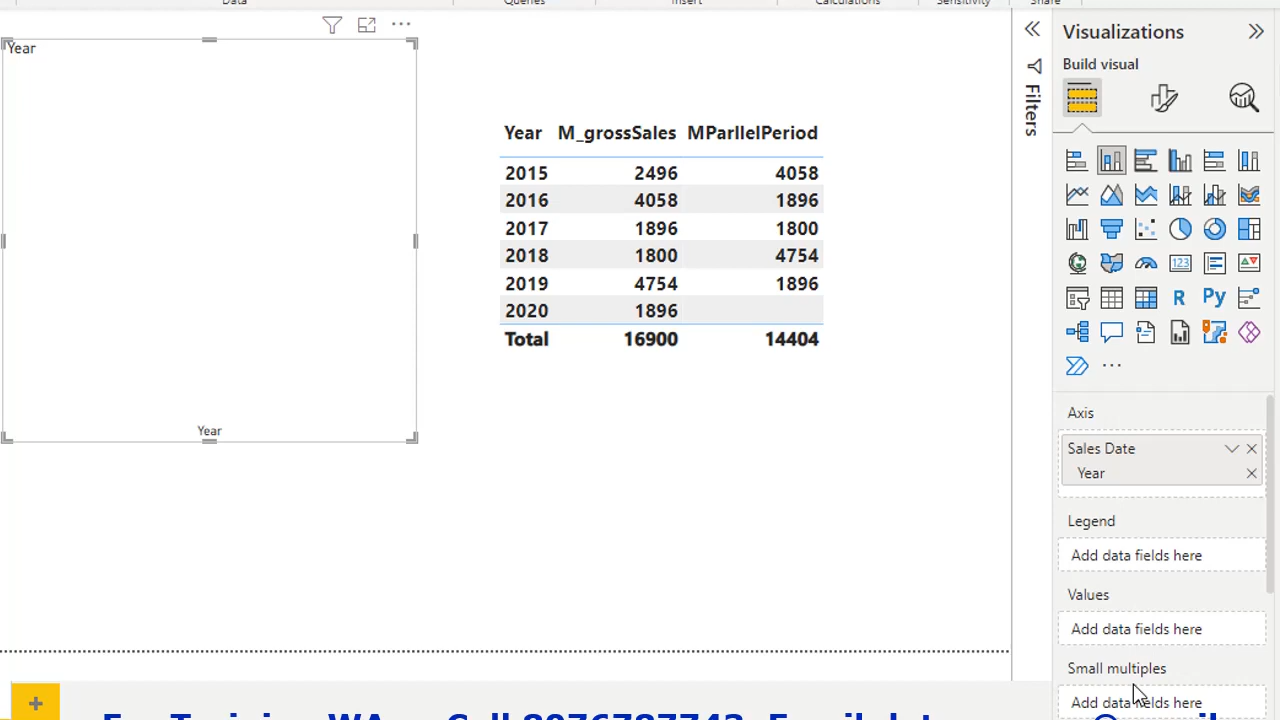 Data Queries Insert Calculations Sensitivity Share
Year
Year
Year M_grossSales MParllelPeriod
2015 2496 4058
2016 4058 1896
2017 1896 1800
2018 1800 4754
2019 4754 1896
2020 1896
Total 16900 14404
Filters
Visualizations
Build visual
123
R Py
Axis
Sales Date
Year
Legend
Add data fields here
Values
Add data fields here
Small multiples
Add data fields here